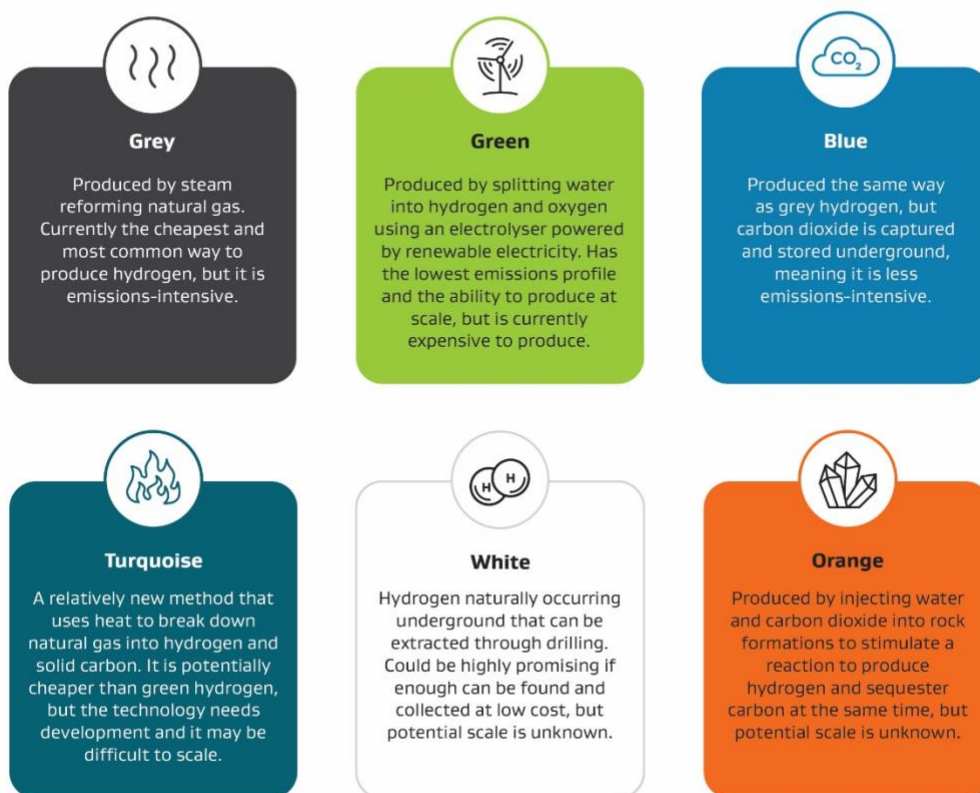 Grey
Produced by steam
reforming natural gas.
Currently the cheapest and
most common way to
produce hydrogen, but it is
emissions-intensive.
Green
Produced by splitting water
into hydrogen and oxygen
using an electrolyser powered
by renewable electricity. Has
the lowest emissions profile
and the ability to produce at
scale, but is currently
expensive to produce.
CO₂
Blue
Produced the same way
as grey hydrogen, but
carbon dioxide is captured
and stored underground,
meaning it is less
emissions-intensive.
Turquoise
A relatively new method that
uses heat to break down
natural gas into hydrogen and
solid carbon. It is potentially
cheaper than green hydrogen,
but the technology needs
development and it may be
difficult to scale.
H H
White
Hydrogen naturally occurring
underground that can be
extracted through drilling.
Could be highly promising if
enough can be found and
collected at low cost, but
potential scale is unknown.
Orange
Produced by injecting water
and carbon dioxide into rock
formations to stimulate a
reaction to produce
hydrogen and sequester
carbon at the same time, but
potential scale is unknown.